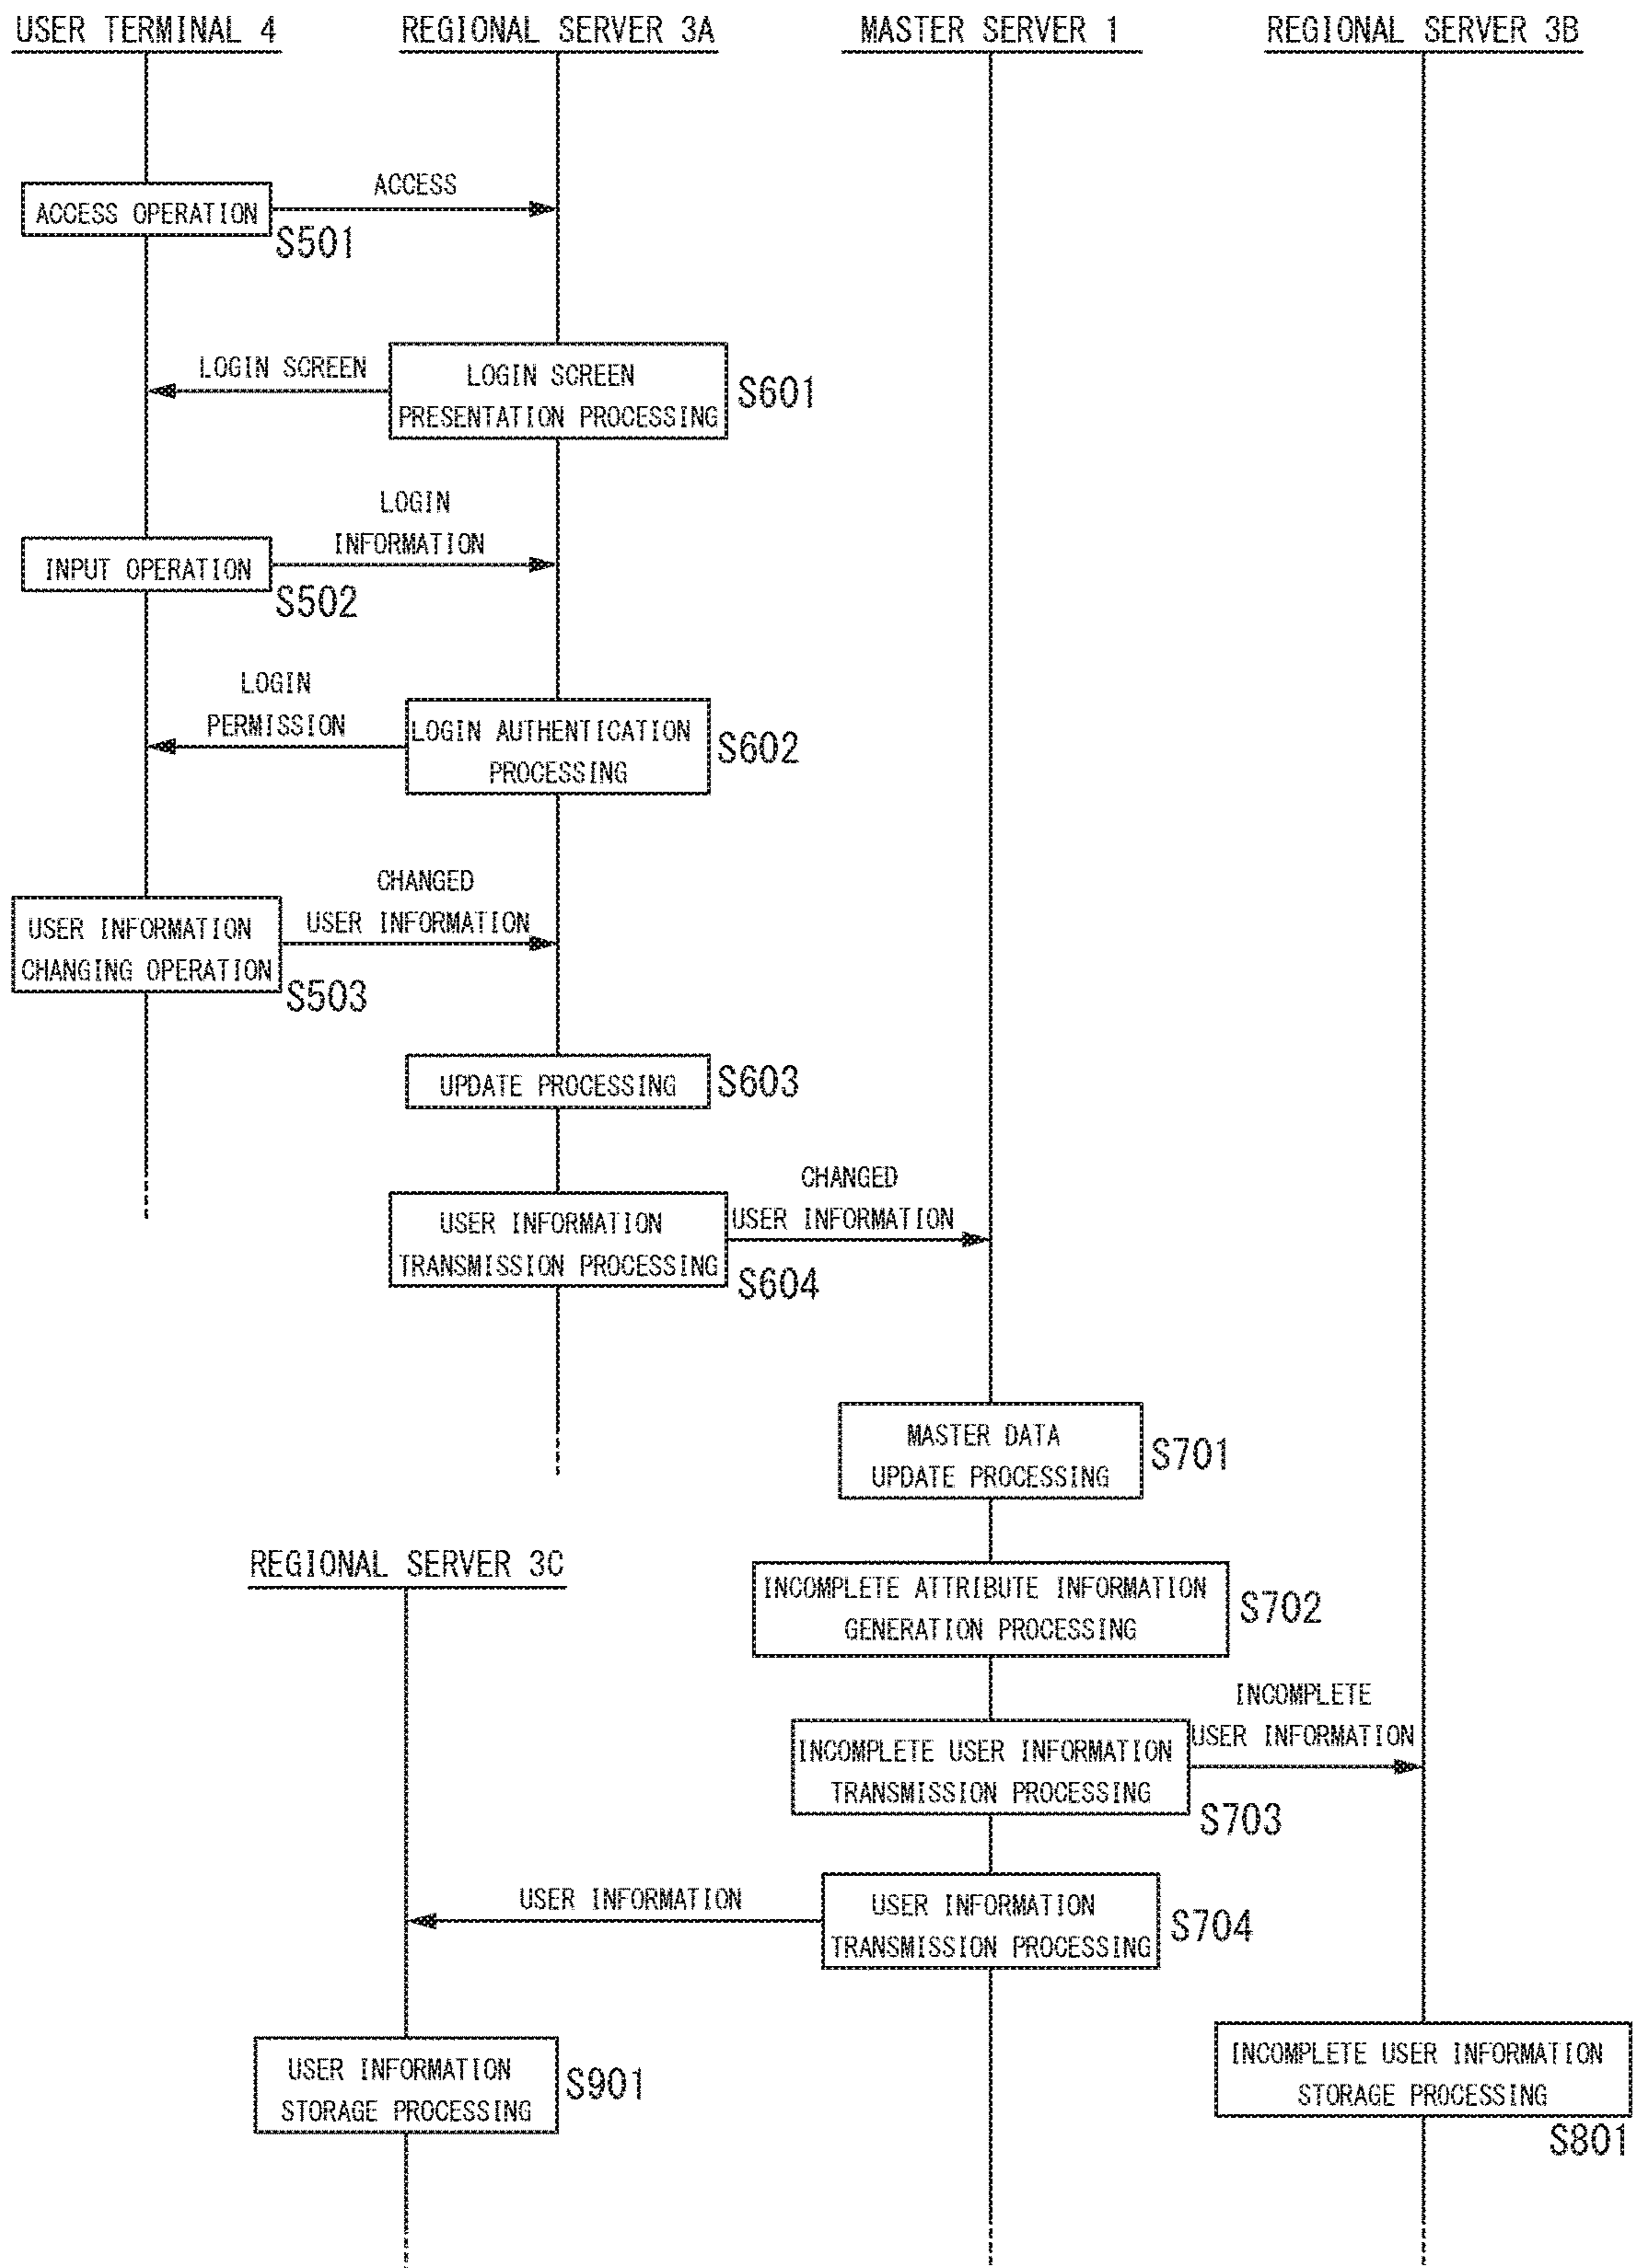 USER TERMINAL 4
REGIONAL SERVER 3A
MASTER SERVER 1
REGIONAL SERVER 3B
ACCESS
ACCESS OPERATION
S501
LOGIN SCREEN
LOGIN SCREEN
PRESENTATION PROCESSING
S601
LOGIN
INFORMATION
INPUT OPERATION
S502
LOGIN
PERMISSION
LOGIN AUTHENTICATION
PROCESSING
S602
CHANGED
USER INFORMATION
USER INFORMATION
CHANGING OPERATION
S503
UPDATE PROCESSING
S603
CHANGED
USER INFORMATION
USER INFORMATION
TRANSMISSION PROCESSING
S604
MASTER DATA
UPDATE PROCESSING
S701
REGIONAL SERVER 3C
INCOMPLETE ATTRIBUTE INFORMATION
GENERATION PROCESSING
S702
INCOMPLETE
USER INFORMATION
INCOMPLETE USER INFORMATION
TRANSMISSION PROCESSING
S703
USER INFORMATION
USER INFORMATION
TRANSMISSION PROCESSING
S704
USER INFORMATION
STORAGE PROCESSING
S901
INCOMPLETE USER INFORMATION
STORAGE PROCESSING
S801